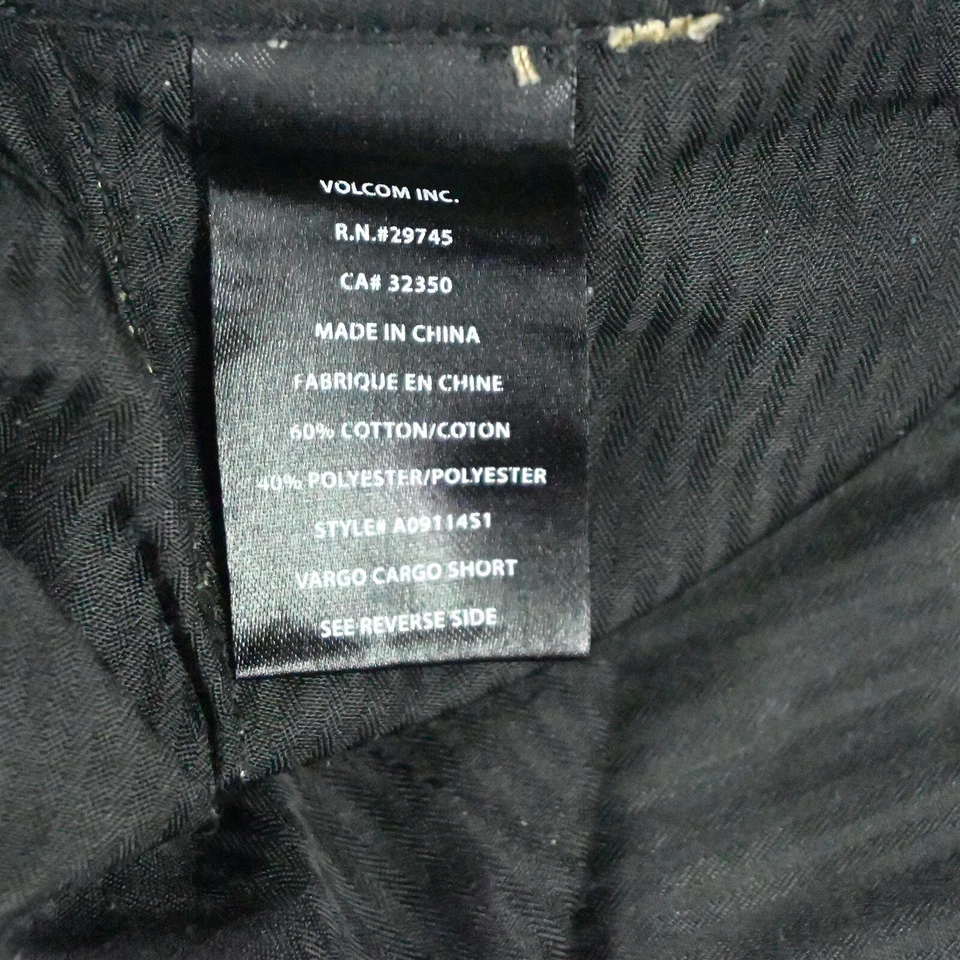 VOLCOM INC.
R.N.#29745
CA# 32350
MADE IN CHINA
FABRIQUE EN CHINE
60% COTTON/COTON
40% POLYESTER/POLYESTER
STYLE# A09114S1
VARGO CARGO SHORT
SEE REVERSE SIDE